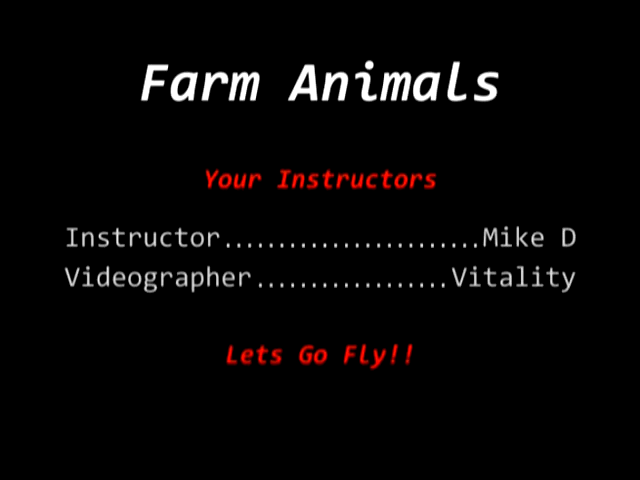 Farm Animals
Your Instructors
Instructor........................Mike D
Videographer..................Vitality
Lets Go Fly!!